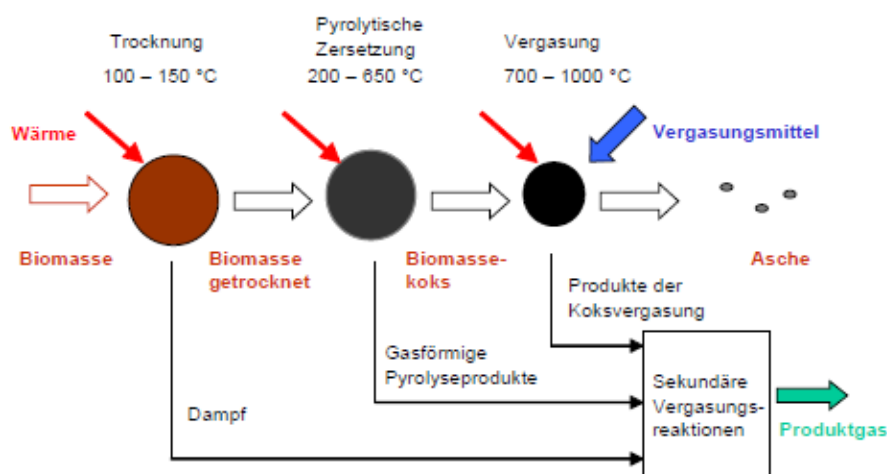 Trocknung
100 – 150 °C
Pyrolytische
Zersetzung
200 – 650 °C
Vergasung
700 – 1000 °C
Wärme
Vergasungsmittel
Biomasse
Biomasse
getrocknet
Biomasse-
koks
Asche
Produkte der
Koksvergasung
Gasförmige
Pyrolyseprodukte
Dampf
Sekundäre
Vergasungs-
reaktionen
Produktgas